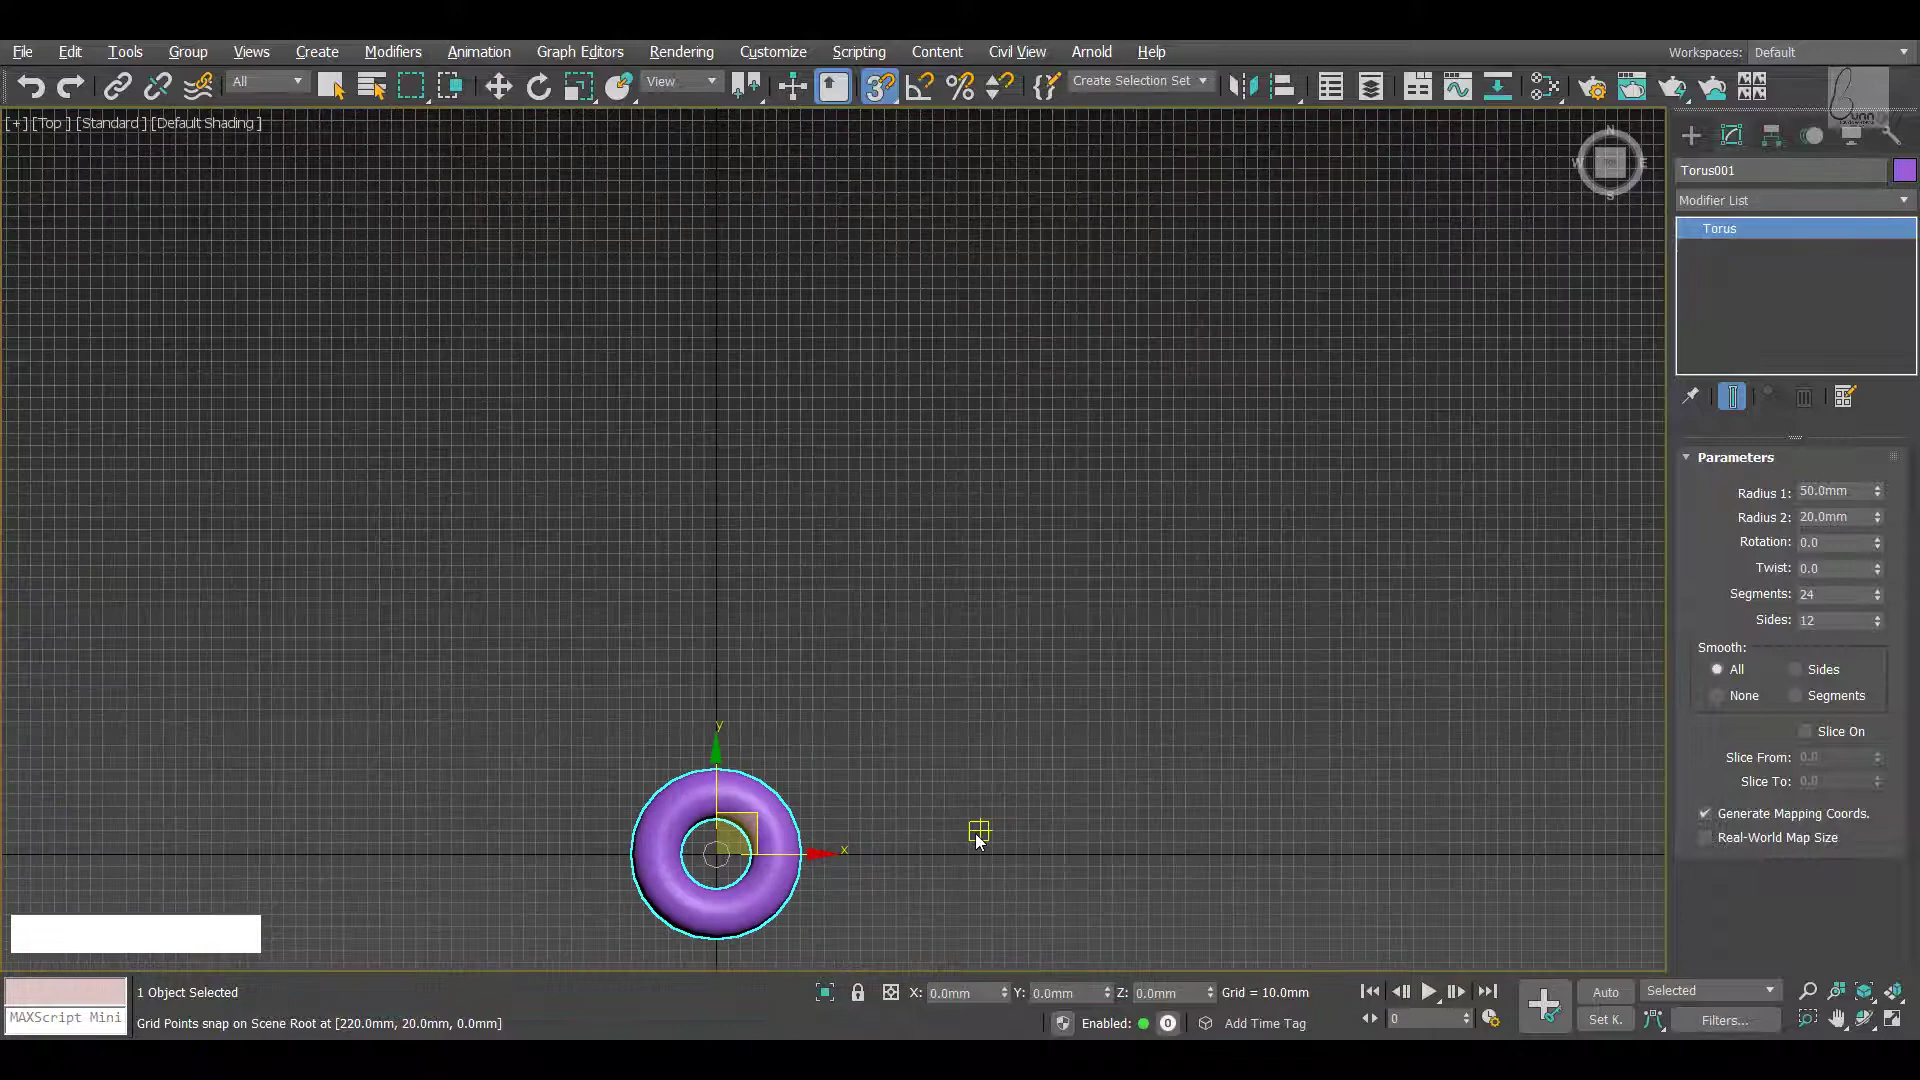 File Edit Tools Group Views Create Modifiers Animation Graph Editors Rendering Customize Scripting Content Civil View Arnold Help Workspaces: Default
All View Create Selection Set
[+] [Top ] [Standard ] [Default Shading ]
N
W E
S
Torus001
Modifier List
Torus
Parameters
Radius 1: 50.0mm
Radius 2: 20.0mm
Rotation: 0.0
Twist: 0.0
Segments: 24
Sides: 12
Smooth:
All Sides
None Segments
Slice On
Slice From: 0.0
Slice To: 0.0
Generate Mapping Coords.
Real-World Map Size
y
x
1 Object Selected X: 0.0mm Y: 0.0mm Z: 0.0mm Grid = 10.0mm Auto Selected
MAXScript Mini Grid Points snap on Scene Root at [220.0mm, 20.0mm, 0.0mm] Enabled: 0 Add Time Tag 0 Set K. Filters...